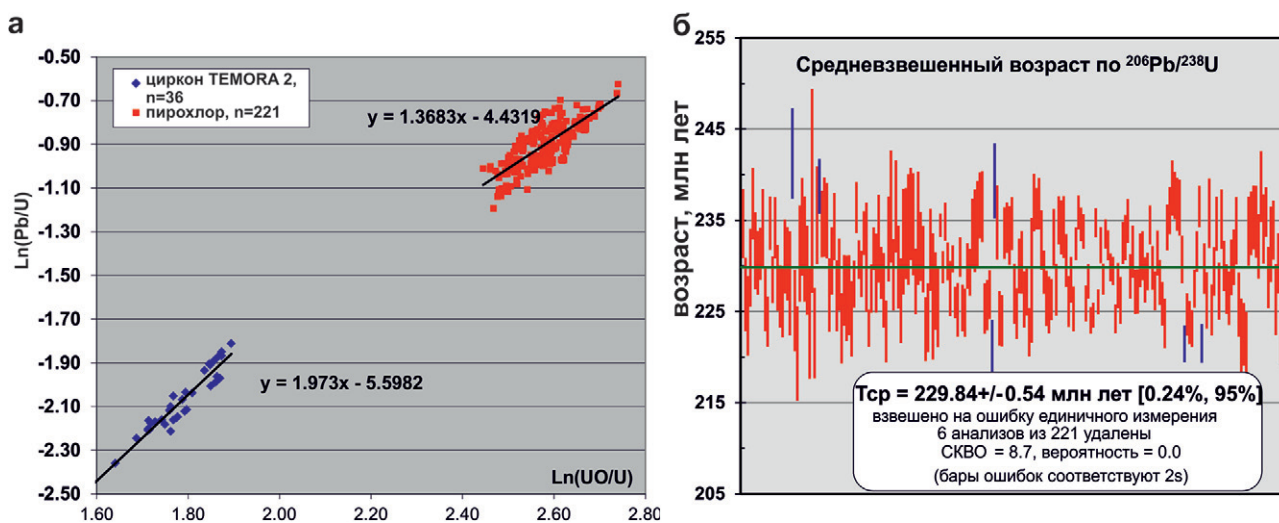 а
-0.50
-0.70
-0.90
-1.10
-1.30
-1.50
-1.70
-1.90
-2.10
-2.30
-2.50
Ln(Pb/U)
циркон TEMORA 2,
n=36
пирохлор, n=221
y = 1.3683x - 4.4319
y = 1.973x - 5.5982
Ln(UO/U)
1.60 1.80 2.00 2.20 2.40 2.60 2.80
б
255
245
235
225
215
205
возраст, млн лет
Средневзвешенный возраст по ²⁰⁶Pb/²³⁸U
Тср = 229.84+/-0.54 млн лет [0.24%, 95%]
взвешено на ошибку единичного измерения
6 анализов из 221 удалены
СКВО = 8.7, вероятность = 0.0
(бары ошибок соответствуют 2s)